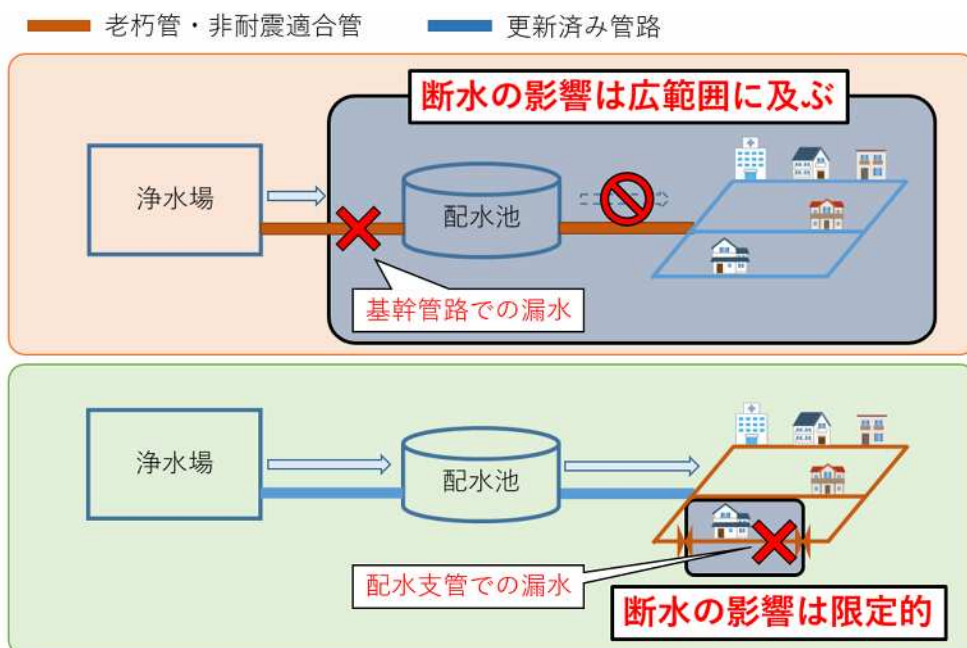 老朽管・非耐震適合管 更新済み管路
断水の影響は広範囲に及ぶ
浄水場
配水池
基幹管路での漏水
浄水場
配水池
配水支管での漏水
断水の影響は限定的